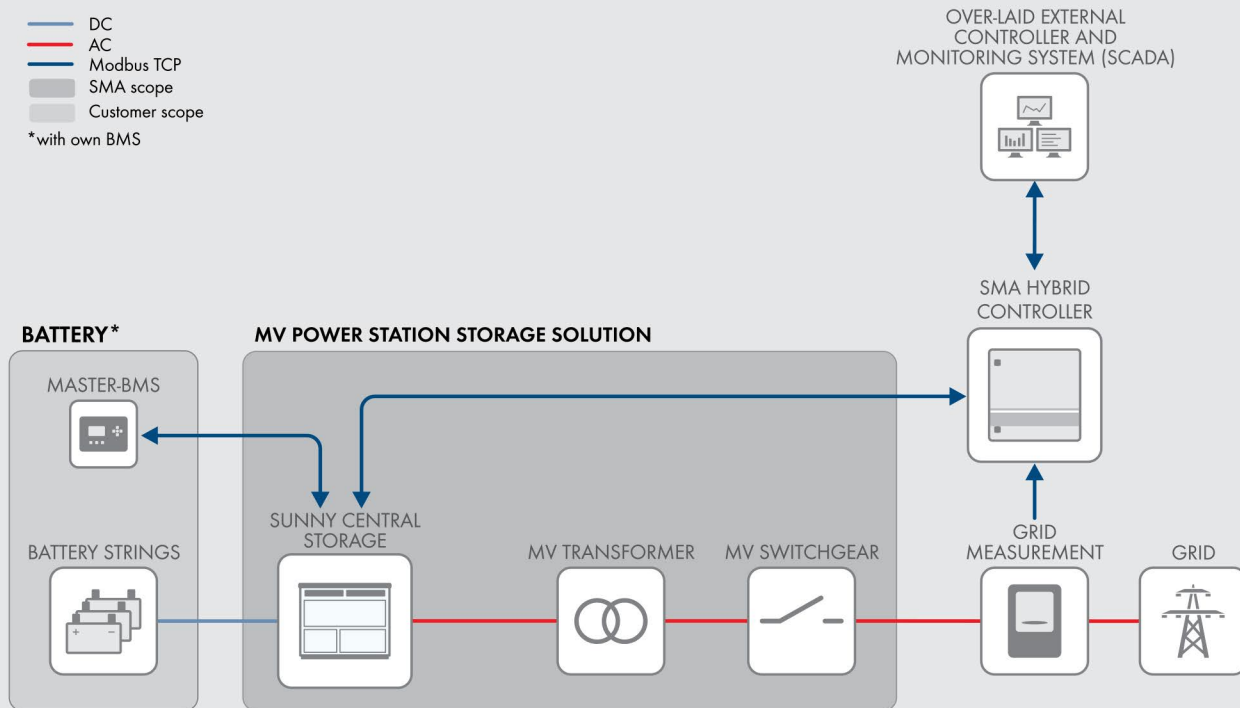 DC
AC
Modbus TCP
SMA scope
Customer scope
*with own BMS
OVER-LAID EXTERNAL
CONTROLLER AND
MONITORING SYSTEM (SCADA)
SMA HYBRID
CONTROLLER
BATTERY*
MV POWER STATION STORAGE SOLUTION
MASTER-BMS
SUNNY CENTRAL
STORAGE
BATTERY STRINGS
MV TRANSFORMER
MV SWITCHGEAR
GRID
MEASUREMENT
GRID